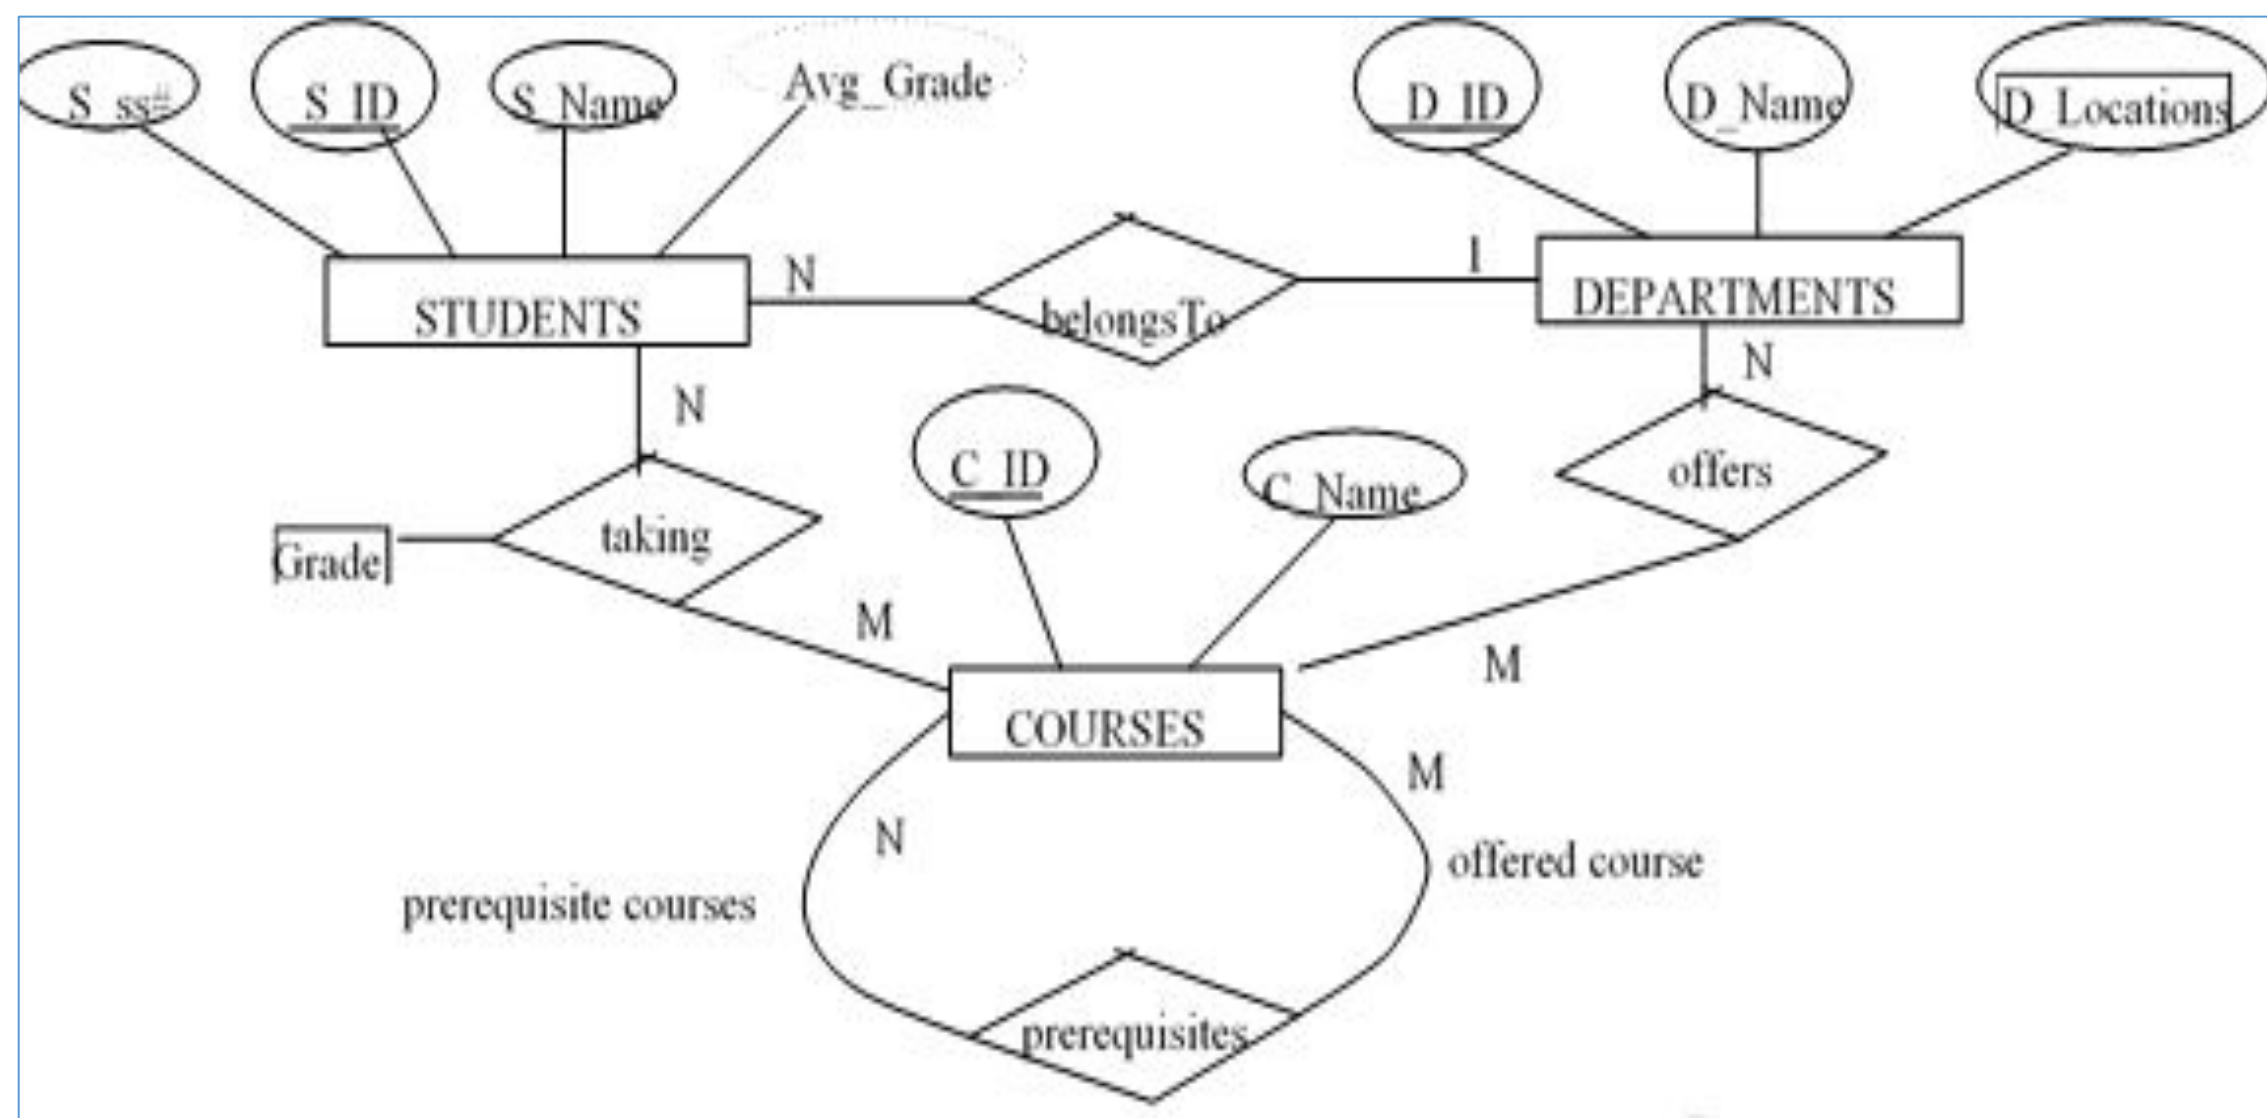 S_ss#
S_ID
S_Name
Avg_Grade
D_ID
D_Name
D_Locations
STUDENTS
N
belongsTo
1
DEPARTMENTS
N
N
offers
C_ID
C_Name
taking
Grade
M
M
COURSES
M
N
offered course
prerequisite courses
prerequisites